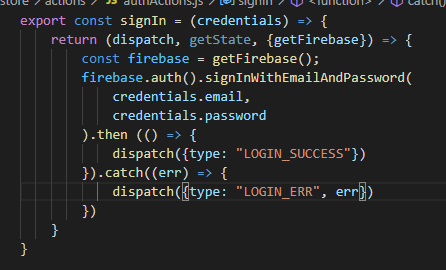 store > actions > JS authActions.js > signIn > <function> > catch()
export const signIn = (credentials) => {
    return (dispatch, getState, {getFirebase}) => {
        const firebase = getFirebase();
        firebase.auth().signInWithEmailAndPassword(
            credentials.email,
            credentials.password
        ).then (() => {
            dispatch({type: "LOGIN_SUCCESS"})
        }).catch((err) => {
            dispatch({type: "LOGIN_ERR", err})
        })
    }
}